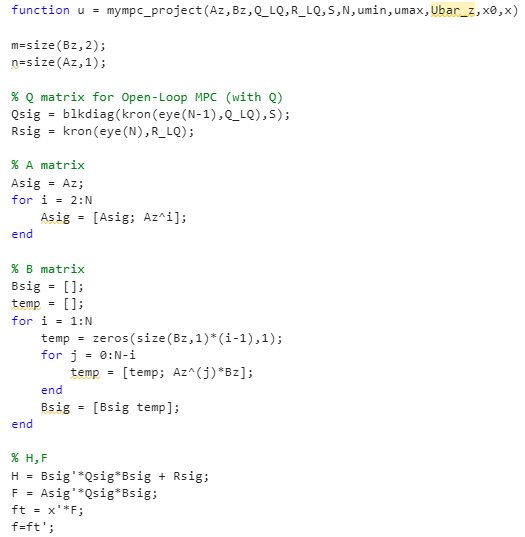 function u = mympc_project(Az,Bz,Q_LQ,R_LQ,S,N,umin,umax,Ubar_z,x0,x)
m=size(Bz,2);
n=size(Az,1);
% Q matrix for Open-Loop MPC (with Q)
Qsig = blkdiag(kron(eye(N-1),Q_LQ),S);
Rsig = kron(eye(N),R_LQ);
% A matrix
Asig = Az;
for i = 2:N
    Asig = [Asig; Az^i];
end
% B matrix
Bsig = [];
temp = [];
for i = 1:N
    temp = zeros(size(Bz,1)*(i-1),1);
    for j = 0:N-i
        temp = [temp; Az^(j)*Bz];
    end
    Bsig = [Bsig temp];
end
% H,F
H = Bsig'*Qsig*Bsig + Rsig;
F = Asig'*Qsig*Bsig;
ft = x'*F;
f=ft';